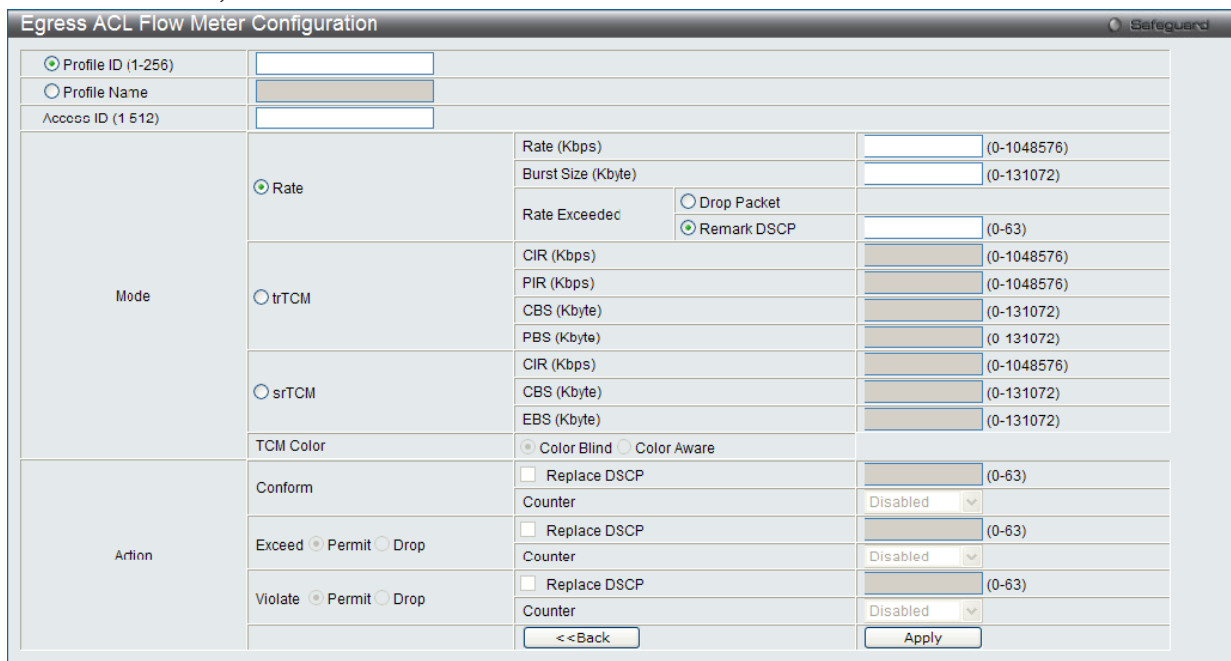 Egress ACL Flow Meter Configuration
Safeguard
Profile ID (1-256)
Profile Name
Access ID (1 512)
Mode
Rate
Rate (Kbps)
(0-1048576)
Burst Size (Kbyte)
(0-131072)
Rate Exceeded
Drop Packet
Remark DSCP
(0-63)
trTCM
CIR (Kbps)
(0-1048576)
PIR (Kbps)
(0-1048576)
CBS (Kbyte)
(0-131072)
PBS (Kbyte)
(0 131072)
srTCM
CIR (Kbps)
(0-1048576)
CBS (Kbyte)
(0-131072)
EBS (Kbyte)
(0-131072)
TCM Color
Color Blind Color Aware
Action
Conform
Replace DSCP
(0-63)
Counter
Disabled
Exceed Permit Drop
Replace DSCP
(0-63)
Counter
Disabled
Violate Permit Drop
Replace DSCP
(0-63)
Counter
Disabled
<<Back
Apply